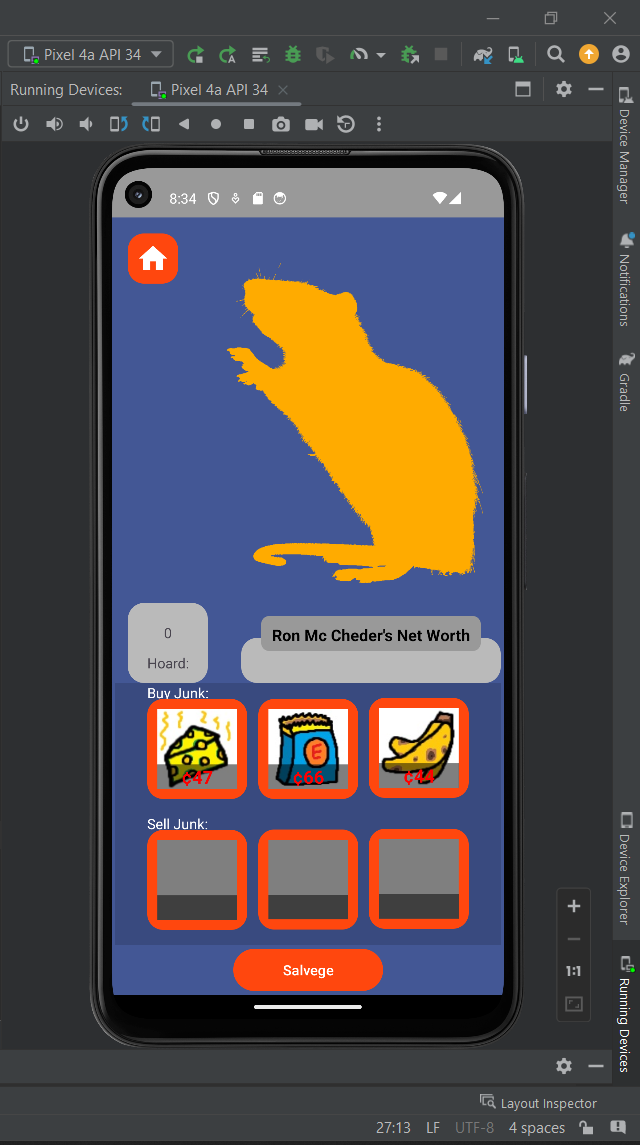 Pixel 4a API 34
Running Devices:
Pixel 4a API 34
Device Manager
8:34
Notifications
Gradle
Ron Mc Cheder's Net Worth
0
Hoard:
Buy Junk:
E
¢47
¢66
¢44
Sell Junk:
Device Explorer
1:1
Salvege
Running Devices
Layout Inspector
27:13
LF
UTF-8
4 spaces